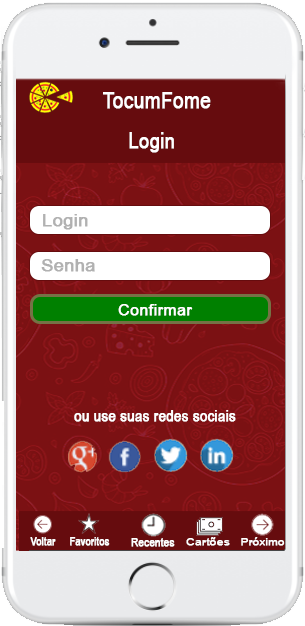 TocumFome
Login
Login
Senha
Confirmar
ou use suas redes sociais
g+ f in
Voltar Favoritos Recentes Cartões Próximo